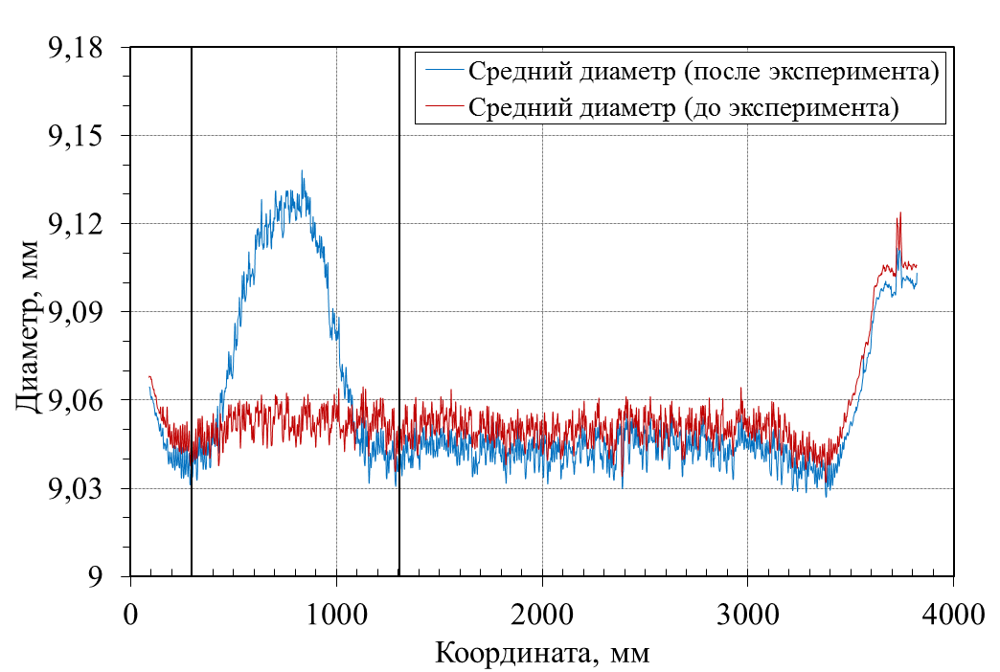 9,18
9,15
9,12
9,09
9,06
9,03
9
Диаметр, мм
Средний диаметр (после эксперимента)
Средний диаметр (до эксперимента)
0 1000 2000 3000 4000
Координата, мм